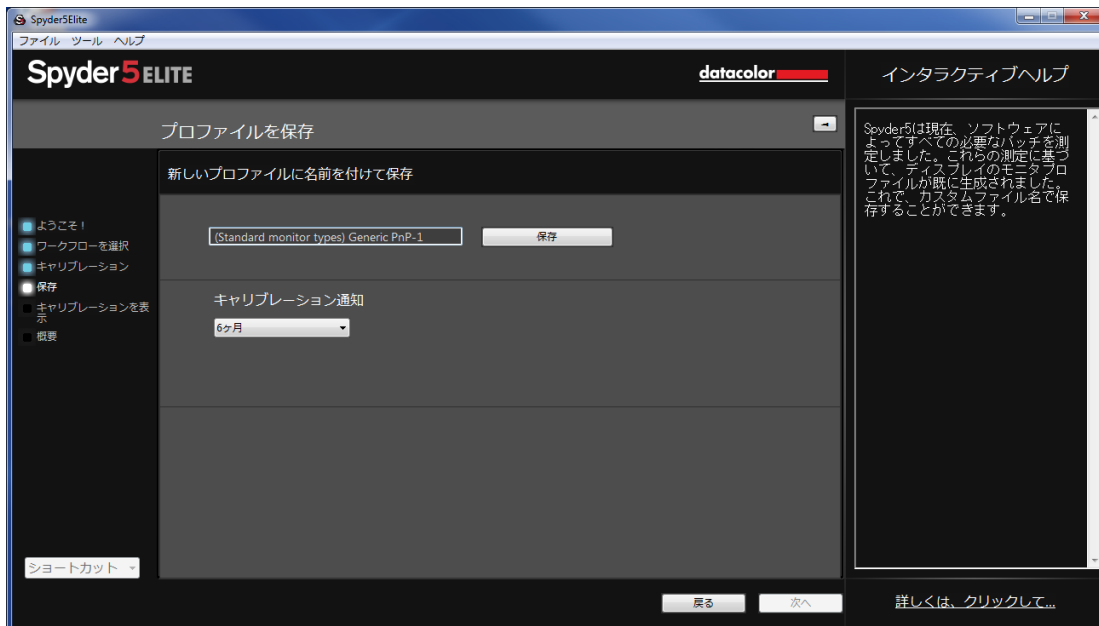 Spyder5Elite
ファイル ツール ヘルプ
Spyder5ELITE
datacolor
インタラクティブヘルプ
プロファイルを保存
新しいプロファイルに名前を付けて保存
ようこそ！
ワークフローを選択
キャリブレーション
保存
キャリブレーションを表
示
概要
(Standard monitor types) Generic PnP-1
保存
キャリブレーション通知
6ヶ月
Spyder5は現在、ソフトウェアに
よってすべての必要なパッチを測
定しました。これらの測定に基づ
いて、ディスプレイのモニタプロ
ファイルが既に生成されました。
これで、カスタムファイル名で保
存することができます。
ショートカット
戻る
次へ
詳しくは、クリックして...